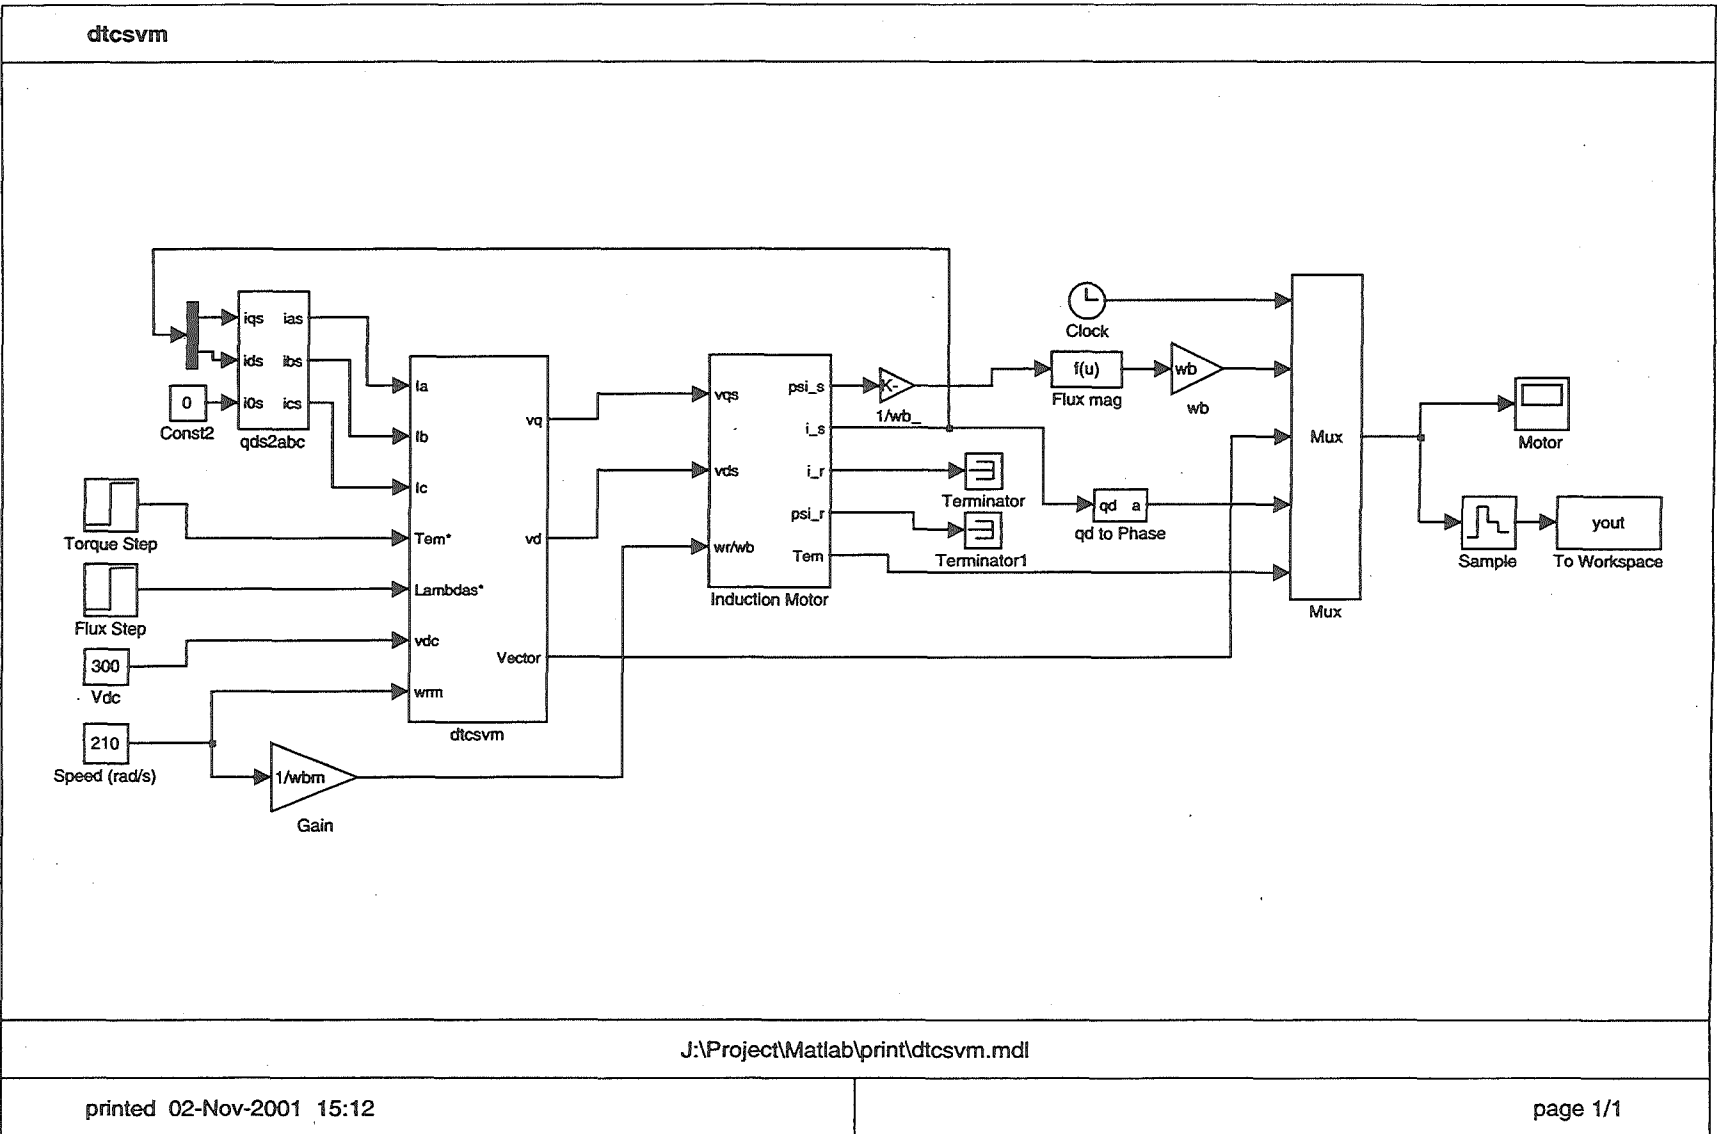 dtcsvm
iqs ias
ids ibs
i0s ics
qds2abc
0
Const2
Torque Step
Flux Step
300
Vdc
210
Speed (rad/s)
1/wbm
Gain
Ia
Ib
Ic
Tem*
Lambdas*
vdc
wrm
vq
vd
Vector
dtcsvm
vqs
vds
wr/wb
psi_s
i_s
i_r
psi_r
Tem
Induction Motor
K-
1/wb_
Terminator
Terminator1
Clock
f(u)
Flux mag
wb
wb
qd a
qd to Phase
Mux
Mux
Motor
Sample
yout
To Workspace
J:\Project\Matlab\print\dtcsvm.mdl
printed 02-Nov-2001 15:12
page 1/1